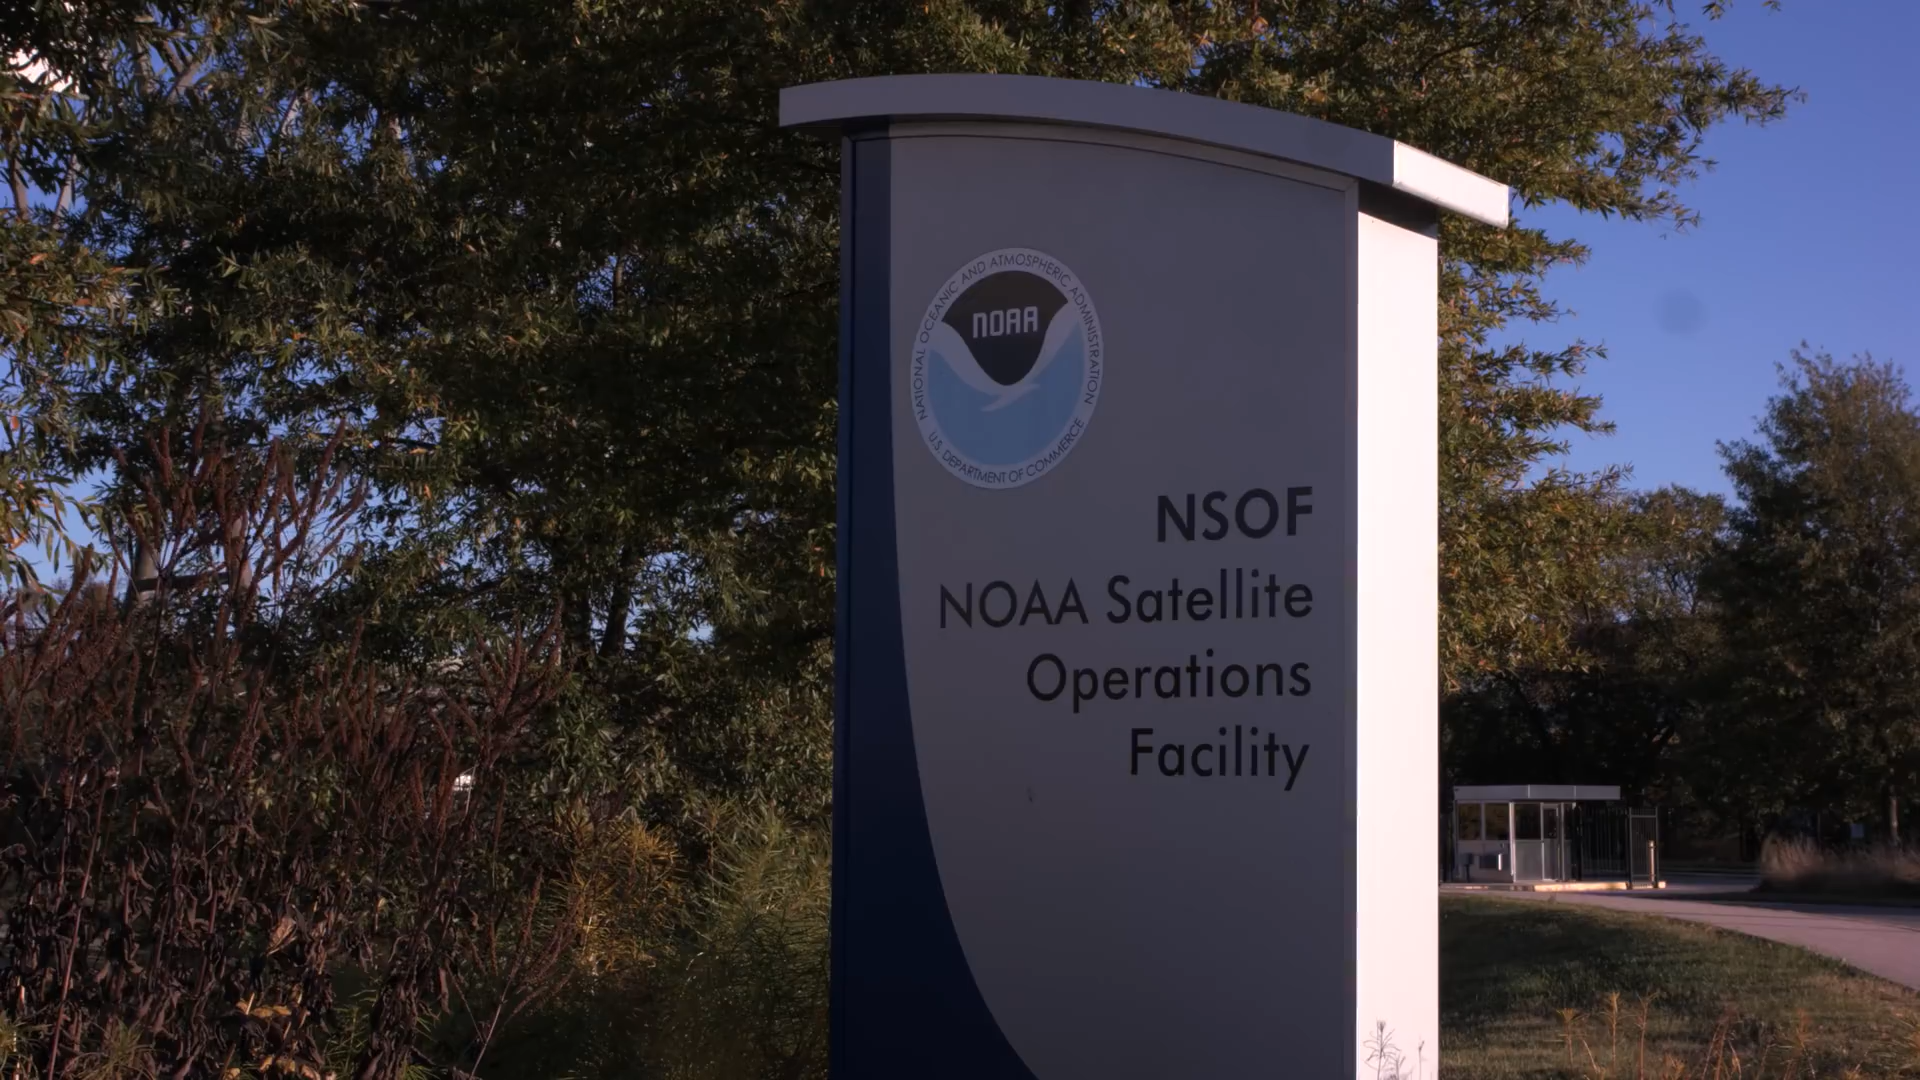 NATIONAL OCEANIC AND ATMOSPHERIC ADMINISTRATION
NOAA
U.S. DEPARTMENT OF COMMERCE
NSOF
NOAA Satellite
Operations
Facility